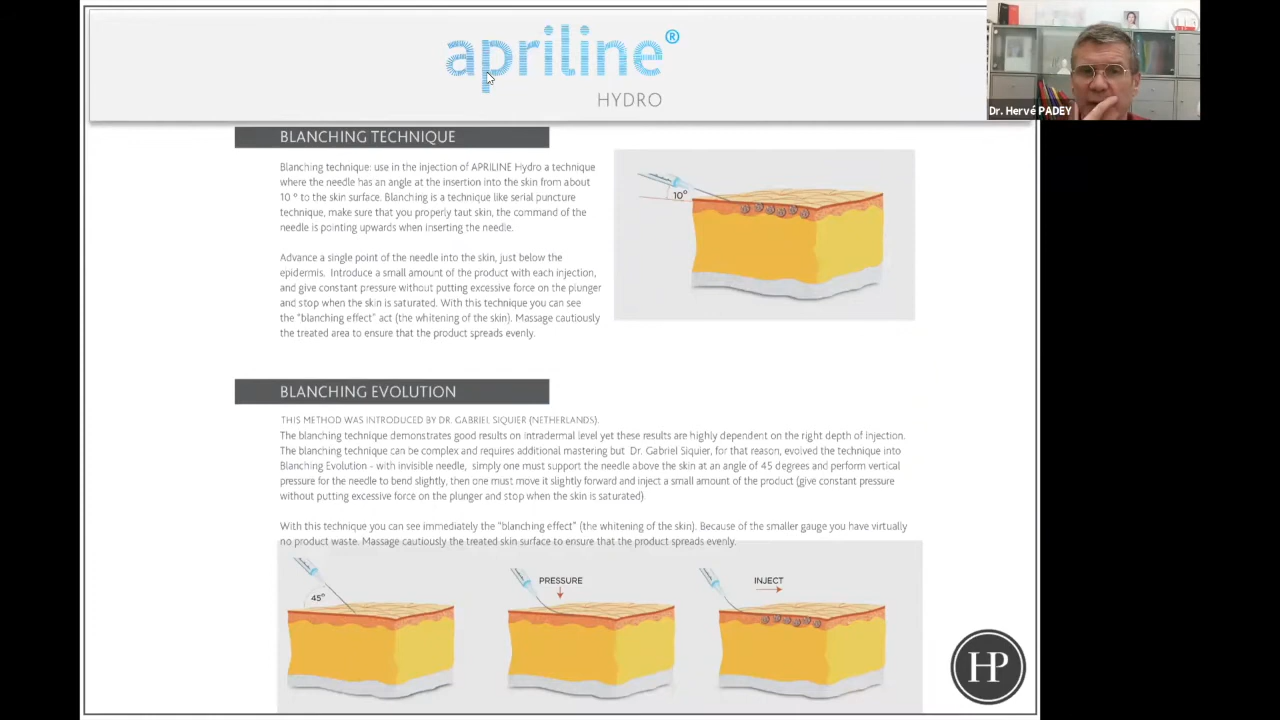 apriline®
HYDRO
Dr. Hervé PADEY
BLANCHING TECHNIQUE
Blanching technique: use in the injection of APRILINE Hydro a technique
where the needle has an angle at the insertion into the skin from about
10 º to the skin surface. Blanching is a technique like serial puncture
technique, make sure that you properly taut skin, the command of the
needle is pointing upwards when inserting the needle.
Advance a single point of the needle into the skin, just below the
epidermis. Introduce a small amount of the product with each injection,
and give constant pressure without putting excessive force on the plunger
and stop when the skin is saturated. With this technique you can see
the "blanching effect" act (the whitening of the skin). Massage cautiously
the treated area to ensure that the product spreads evenly.
10º
BLANCHING EVOLUTION
THIS METHOD WAS INTRODUCED BY DR. GABRIEL SIQUIER (NETHERLANDS).
The blanching technique demonstrates good results on intradermal level yet these results are highly dependent on the right depth of injection.
The blanching technique can be complex and requires additional mastering but Dr. Gabriel Siquier, for that reason, evolved the technique into
Blanching Evolution - with invisible needle, simply one must support the needle above the skin at an angle of 45 degrees and perform vertical
pressure for the needle to bend slightly, then one must move it slightly forward and inject a small amount of the product (give constant pressure
without putting excessive force on the plunger and stop when the skin is saturated).
With this technique you can see immediately the "blanching effect" (the whitening of the skin). Because of the smaller gauge you have virtually
no product waste. Massage cautiously the treated skin surface to ensure that the product spreads evenly.
45º
PRESSURE
INJECT
HP